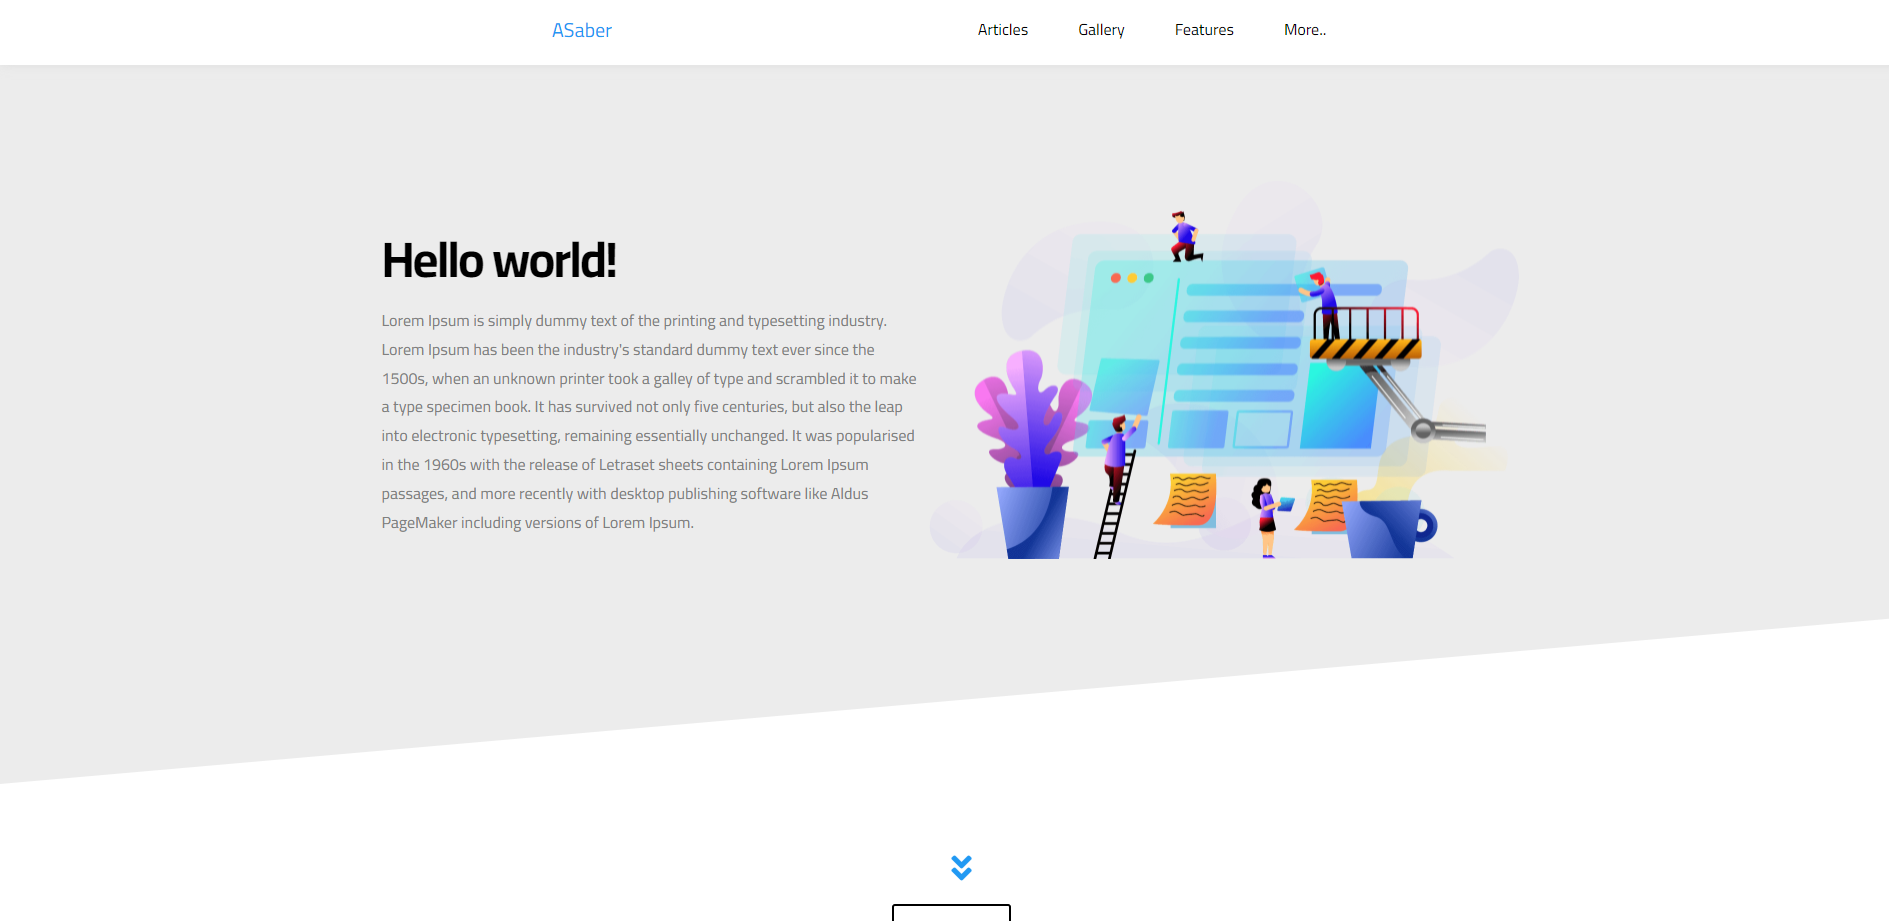 ASaber
Articles
Gallery
Features
More..
Hello world!
Lorem Ipsum is simply dummy text of the printing and typesetting industry.
Lorem Ipsum has been the industry's standard dummy text ever since the
1500s, when an unknown printer took a galley of type and scrambled it to make
a type specimen book. It has survived not only five centuries, but also the leap
into electronic typesetting, remaining essentially unchanged. It was popularised
in the 1960s with the release of Letraset sheets containing Lorem Ipsum
passages, and more recently with desktop publishing software like Aldus
PageMaker including versions of Lorem Ipsum.